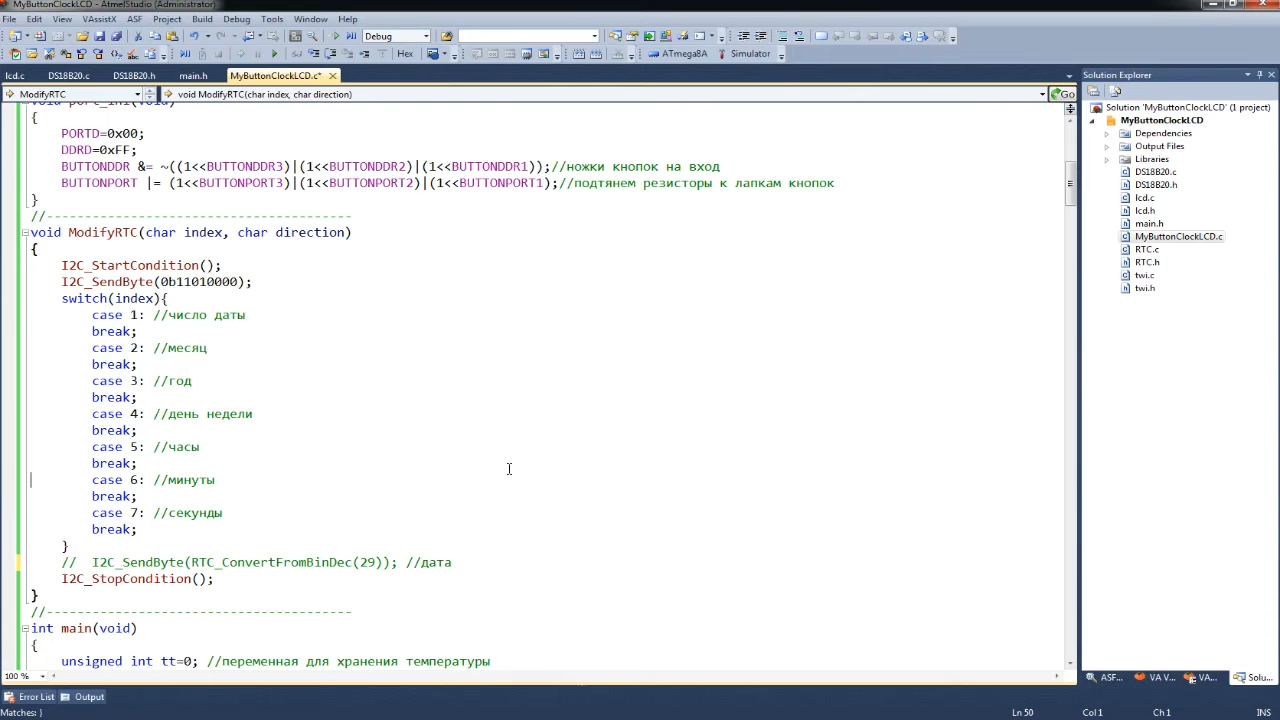 MyButtonClockLCD - AtmelStudio (Administrator)
File Edit View VAssistX ASF Project Build Debug Tools Window Help
Debug
Hex ATmega8A Simulator
lcd.c DS18B20.c DS18B20.h main.h MyButtonClockLCD.c*
ModifyRTC void ModifyRTC(char index, char direction) Go
void port_ini(void)
{
PORTD=0x00;
DDRD=0xFF;
BUTTONDDR &= ~((1<<BUTTONDDR3)|(1<<BUTTONDDR2)|(1<<BUTTONDDR1));//ножки кнопок на вход
BUTTONPORT |= (1<<BUTTONPORT3)|(1<<BUTTONPORT2)|(1<<BUTTONPORT1);//подтянем резисторы к лапкам кнопок
}
//------------------------------------------
void ModifyRTC(char index, char direction)
{
I2C_StartCondition();
I2C_SendByte(0b11010000);
switch(index){
case 1: //число даты
break;
case 2: //месяц
break;
case 3: //год
break;
case 4: //день недели
break;
case 5: //часы
break;
case 6: //минуты
break;
case 7: //секунды
break;
}
// I2C_SendByte(RTC_ConvertFromBinDec(29)); //дата
I2C_StopCondition();
}
//------------------------------------------
int main(void)
{
unsigned int tt=0; //переменная для хранения температуры
100 %
Error List Output
Matches: }
Ln 50 Col 1 Ch 1 INS
Solution Explorer
Solution 'MyButtonClockLCD' (1 project)
MyButtonClockLCD
Dependencies
Output Files
Libraries
DS18B20.c
DS18B20.h
lcd.c
lcd.h
main.h
MyButtonClockLCD.c
RTC.c
RTC.h
twi.c
twi.h
ASF... VA V... VA... Solu...